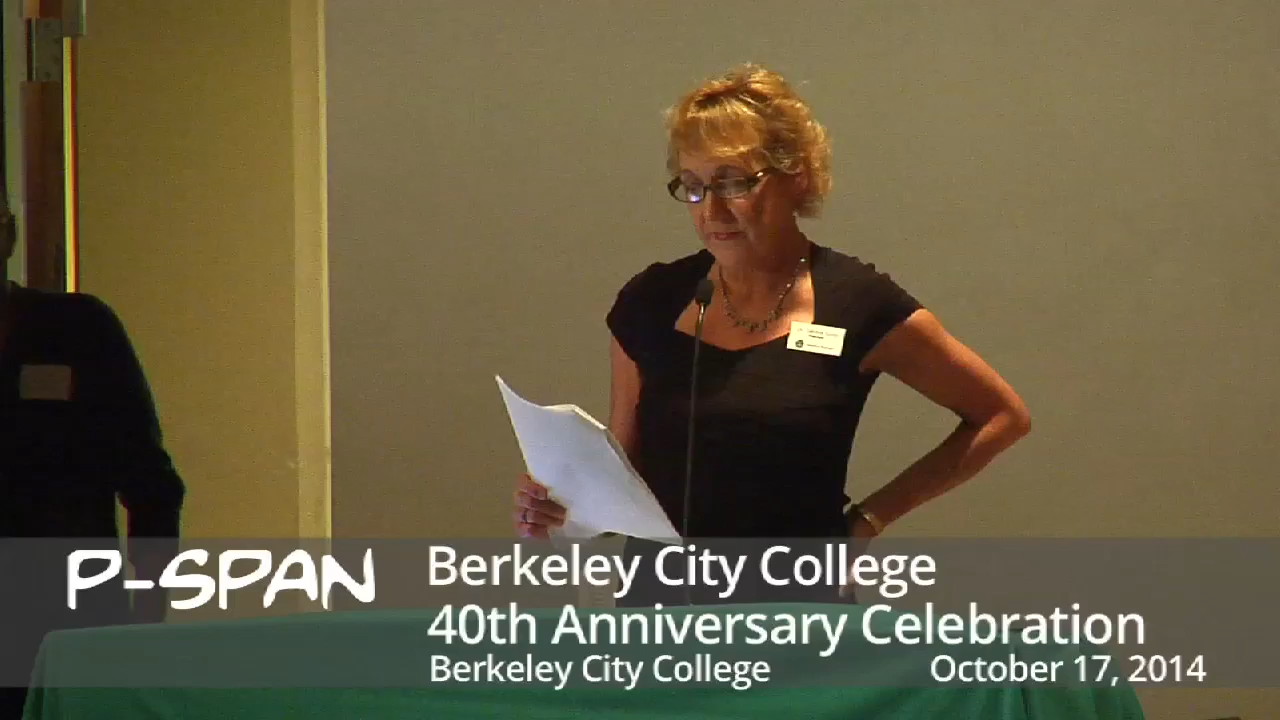 P-SPAN
Berkeley City College
40th Anniversary Celebration
Berkeley City College
October 17, 2014